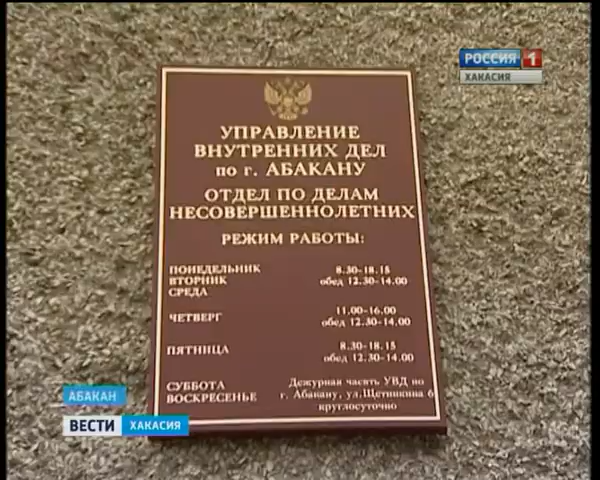 РОССИЯ 1
ХАКАСИЯ
УПРАВЛЕНИЕ
ВНУТРЕННИХ ДЕЛ
по г. АБАКАНУ
ОТДЕЛ ПО ДЕЛАМ
НЕСОВЕРШЕННОЛЕТНИХ
РЕЖИМ РАБОТЫ:
ПОНЕДЕЛЬНИК 8.30-18.15
ВТОРНИК обед 12.30-14.00
СРЕДА
ЧЕТВЕРГ 11.00-16.00
обед 12.30-14.00
ПЯТНИЦА 8.30-18.15
обед 12.30-14.00
СУББОТА Дежурная часать УВД по
ВОСКРЕСЕНЬЕ г. Абакану, ул.Щетинкина 6
круглосуточно
АБАКАН
ВЕСТИ ХАКАСИЯ